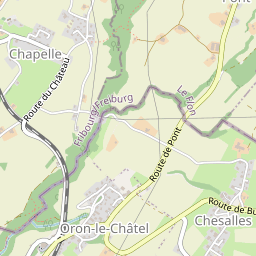 Pont
Chapelle
Route du Château
Fribourg/Freiburg
Le Flon
Route de Pont
Route de Bu
Chesalles
Oron-le-Châtel